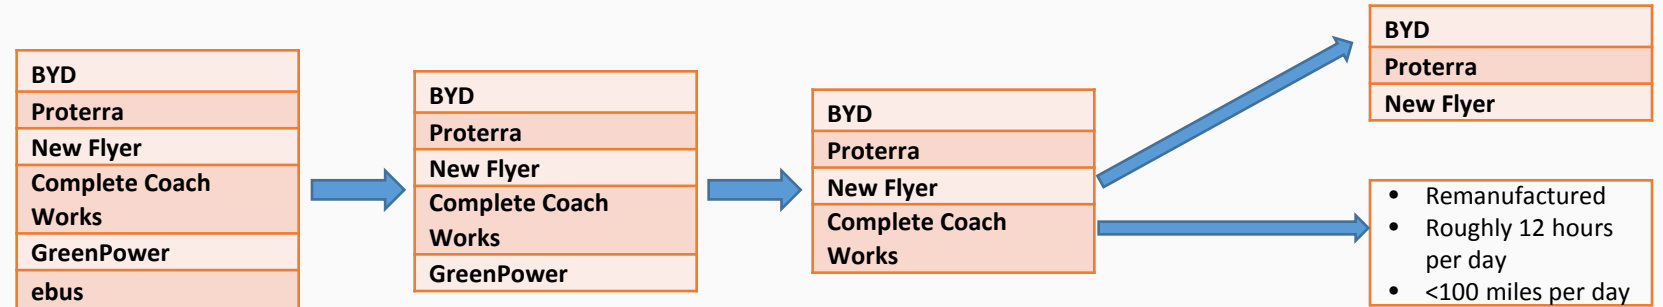 BYD
Proterra
New Flyer
Complete Coach
Works
GreenPower
ebus
BYD
Proterra
New Flyer
Complete Coach
Works
GreenPower
BYD
Proterra
New Flyer
Complete Coach
Works
BYD
Proterra
New Flyer
• Remanufactured
• Roughly 12 hours
per day
• <100 miles per day